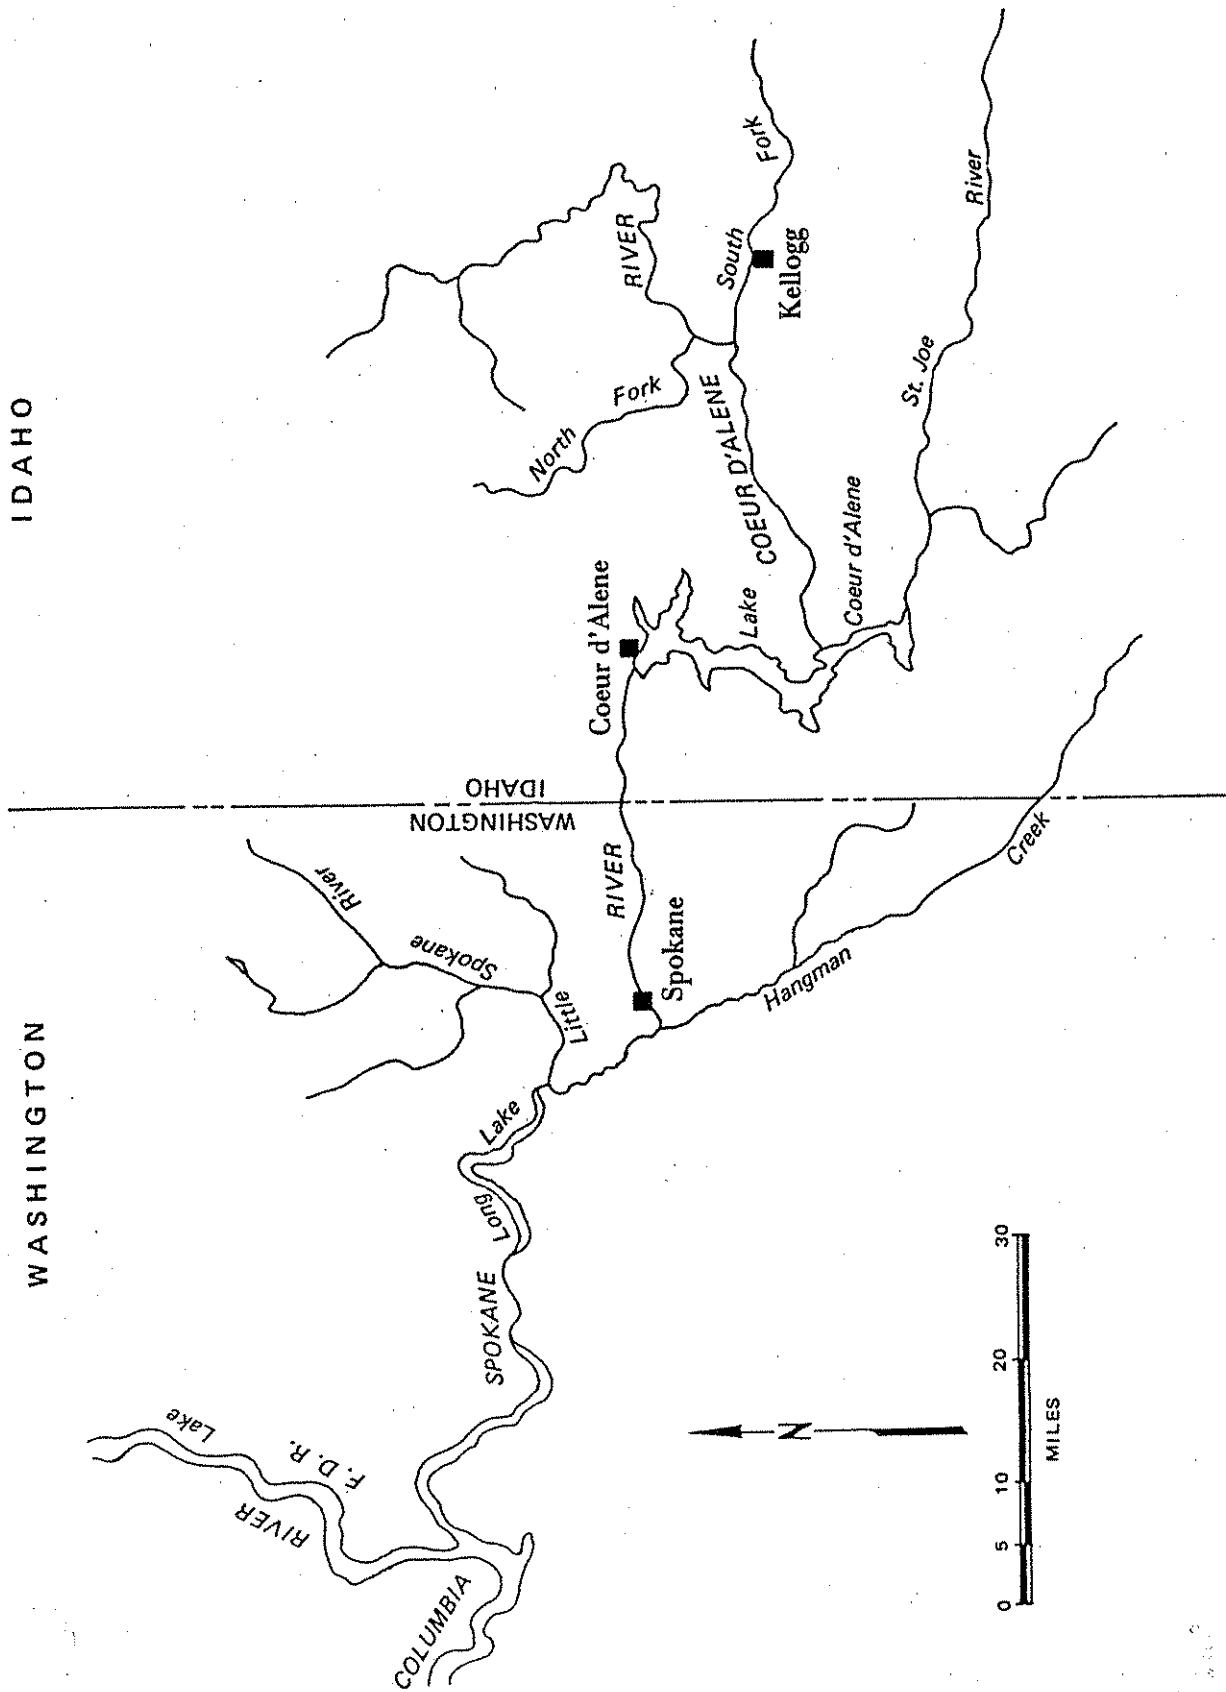 WASHINGTON
IDAHO
COLUMBIA
RIVER
F. D. R.
Lake
SPOKANE
Long
Lake
Little
Spokane
River
Spokane
RIVER
Hangman
Creek
WASHINGTON
IDAHO
Coeur d'Alene
Lake
Coeur d'Alene
COEUR D'ALENE
RIVER
North
Fork
South
Fork
Kellogg
St. Joe
River
N
0 5 10 20 30
MILES